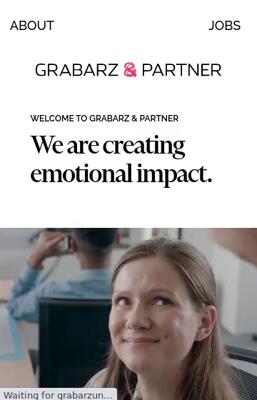 ABOUT
JOBS
GRABARZ & PARTNER
WELCOME TO GRABARZ & PARTNER
We are creating
emotional impact.
Waiting for grabarzun...